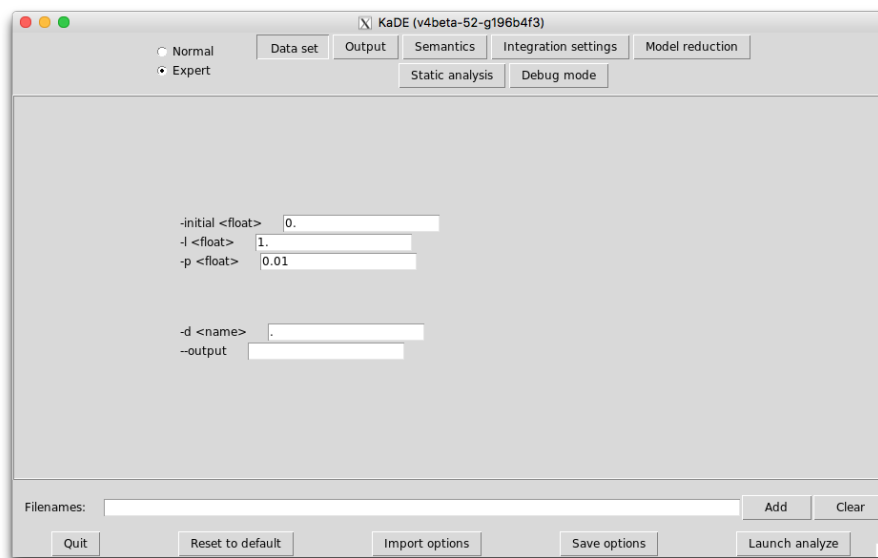 KaDE (v4beta-52-g196b4f3)
Normal
Expert
Data set Output Semantics Integration settings Model reduction
Static analysis Debug mode
-initial <float> 0.
-l <float> 1.
-p <float> 0.01
-d <name> .
--output
Filenames: Add Clear
Quit Reset to default Import options Save options Launch analyze